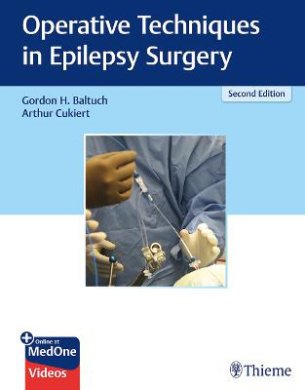 Operative Techniques
in Epilepsy Surgery
Gordon H. Baltuch
Arthur Cukiert
Second Edition
+ Online at
MedOne
Videos
Thieme